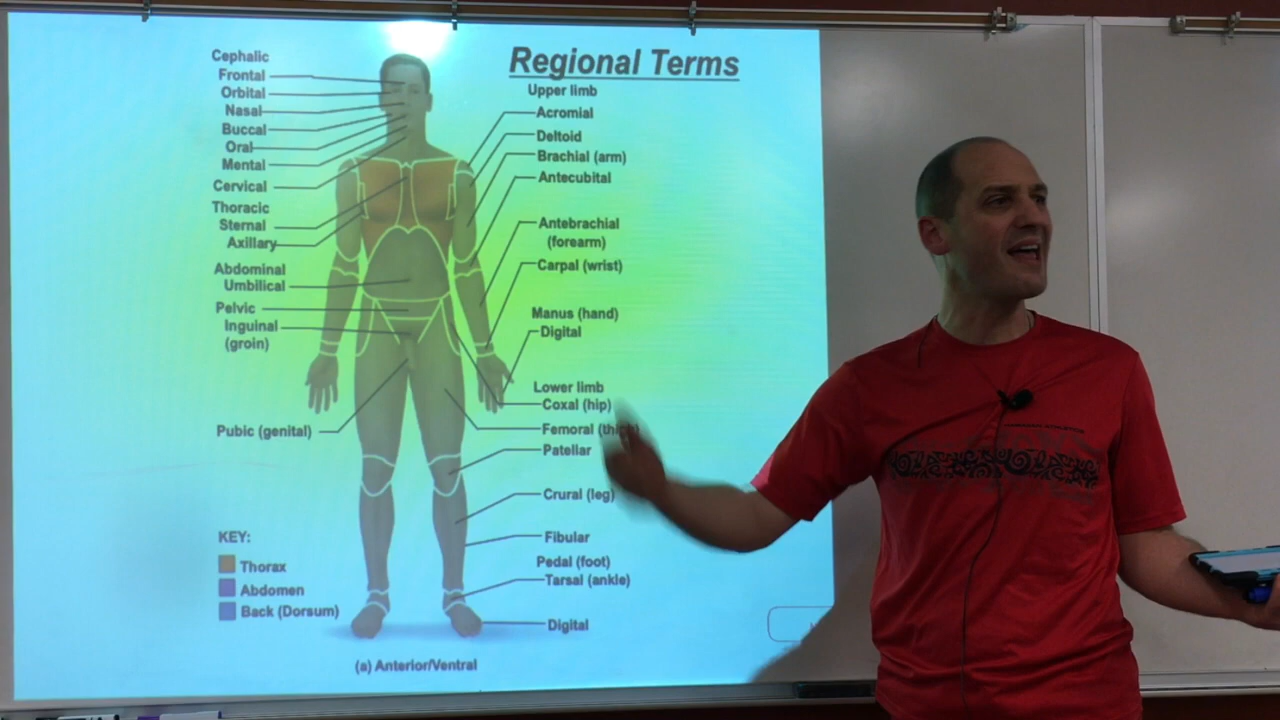 Regional Terms
Cephalic
Frontal
Orbital
Nasal
Buccal
Oral
Mental
Cervical
Thoracic
Sternal
Axillary
Abdominal
Umbilical
Pelvic
Inguinal
(groin)
Pubic (genital)
KEY:
Thorax
Abdomen
Back (Dorsum)
Upper limb
Acromial
Deltoid
Brachial (arm)
Antecubital
Antebrachial
(forearm)
Carpal (wrist)
Manus (hand)
Digital
Lower limb
Coxal (hip)
Femoral (thigh)
Patellar
Crural (leg)
Fibular
Pedal (foot)
Tarsal (ankle)
Digital
(a) Anterior/Ventral